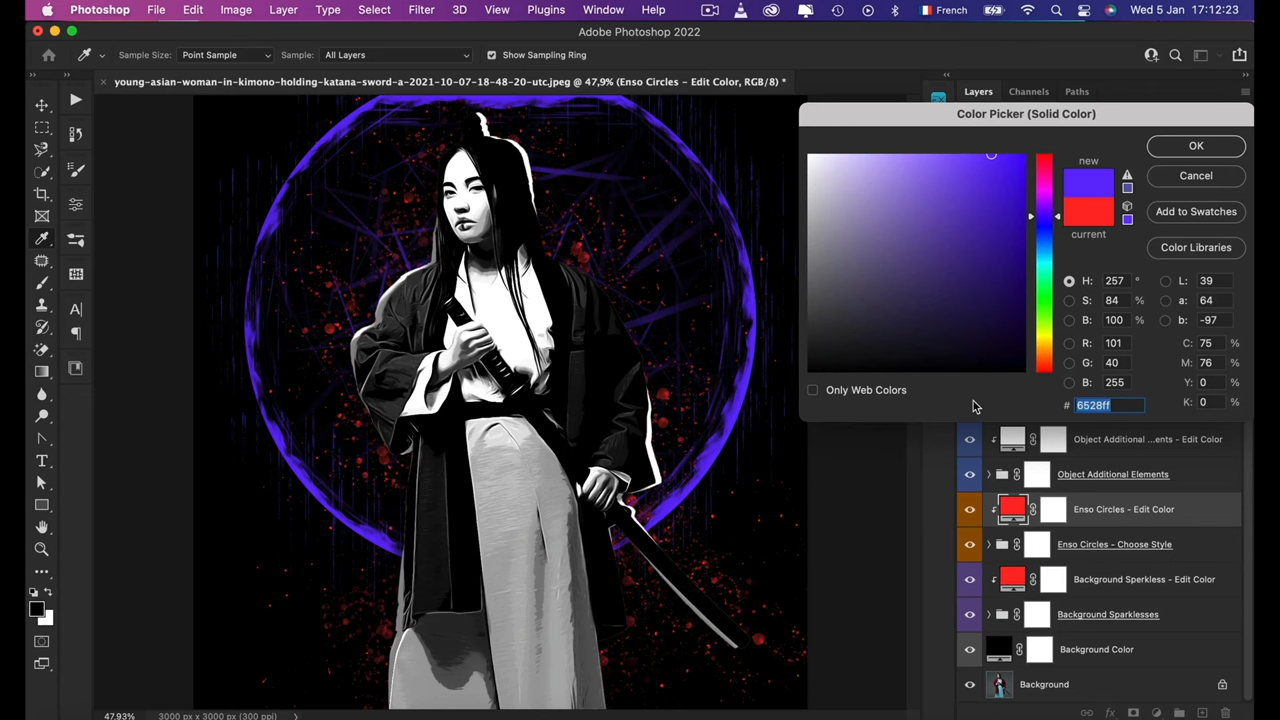 Photoshop File Edit Image Layer Type Select Filter 3D View Plugins Window Help French Wed 5 Jan 17:12:23
Adobe Photoshop 2022
Sample Size: Point Sample Sample: All Layers Show Sampling Ring
young-asian-woman-in-kimono-holding-katana-sword-a-2021-10-07-18-48-20-utc.jpeg @ 47,9% (Enso Circles - Edit Color, RGB/8) *
Layers Channels Paths
Color Picker (Solid Color)
new
current
OK
Cancel
Add to Swatches
Color Libraries
H: 257 °
S: 84 %
B: 100 %
R: 101
G: 40
B: 255
# 6528ff
L: 39
a: 64
b: -97
C: 75 %
M: 76 %
Y: 0 %
K: 0 %
Only Web Colors
Object Additional ...ents - Edit Color
Object Additional Elements
Enso Circles - Edit Color
Enso Circles - Choose Style
Background Sperkless - Edit Color
Background Sparklesses
Background Color
Background
47.93% 3000 px x 3000 px (300 ppi)